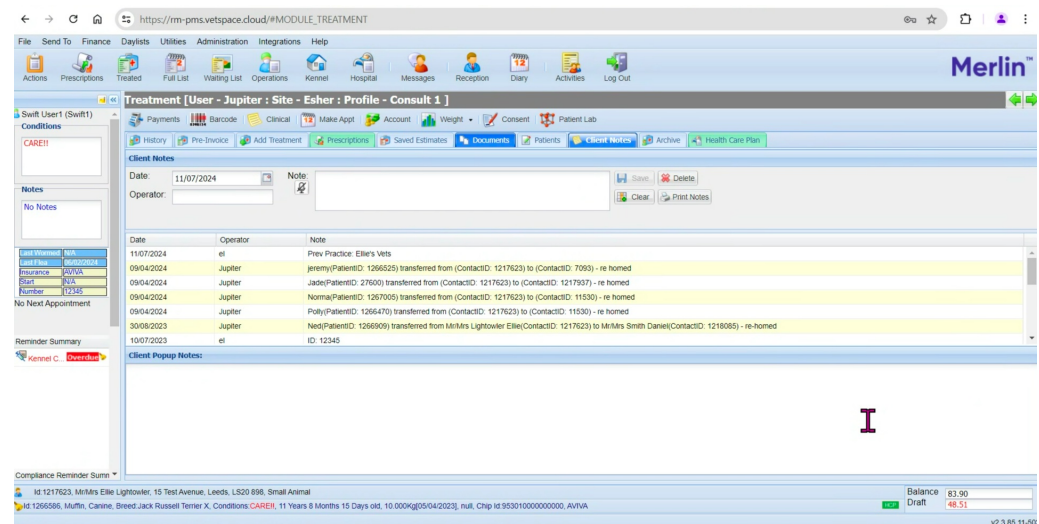 https://rm-pms.vetspace.cloud/#MODULE_TREATMENT
File Send To Finance Daylists Utilities Administration Integrations Help
Actions Prescriptions Treated Full List Waiting List Operations Kennel Hospital Messages Reception Diary Activities Log Out
Merlin™
Treatment [User - Jupiter : Site - Esher : Profile - Consult 1 ]
Swift User1 (Swift1)
Payments Barcode Clinical Make Appt Account Weight Consent Patient Lab
Conditions
CARE!!
History Pre-Invoice Add Treatment Prescriptions Saved Estimates Documents Patients Client Notes Archive Health Care Plan
Client Notes
Date: 11/07/2024 Note: Save Delete
Operator: Clear Print Notes
Notes
No Notes
Date Operator Note
11/07/2024 el Prev Practice: Ellie's Vets
09/04/2024 Jupiter jeremy(PatientID: 1266525) transferred from (ContactID: 1217623) to (ContactID: 7093) - re homed
09/04/2024 Jupiter Jade(PatientID: 27600) transferred from (ContactID: 1217623) to (ContactID: 1217937) - re homed
09/04/2024 Jupiter Norma(PatientID: 1267005) transferred from (ContactID: 1217623) to (ContactID: 11530) - re homed
09/04/2024 Jupiter Polly(PatientID: 1266470) transferred from (ContactID: 1217623) to (ContactID: 11530) - re homed
30/08/2023 Jupiter Ned(PatientID: 1266909) transferred from Mr/Mrs Lightowler Ellie(ContactID: 1217623) to Mr/Mrs Smith Daniel(ContactID: 1218085) - re-homed
10/07/2023 el ID: 12345
Last Wormed N/A
Last Flea 06/02/2024
Insurance AVIVA
Start N/A
Number 12345
No Next Appointment
Reminder Summary
Kennel C... Overdue
Client Popup Notes:
Compliance Reminder Summ
Id:1217623, Mr/Mrs Ellie Lightowler, 15 Test Avenue, Leeds, LS20 898, Small Animal
Balance 83.90
Id:1266586, Muffin, Canine, Breed:Jack Russell Terrier X, Conditions:CARE!!, 11 Years 8 Months 15 Days old, 10.000Kg[05/04/2023], null, Chip Id:953010000000000, AVIVA
HCP
Draft 48.51